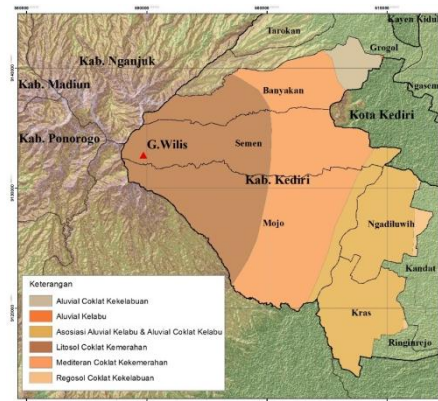 Kayen Kidul
Tarokan
Grogol
Kab. Nganjuk
Kab. Madiun
Banyakan
Ngasem
Kota Kediri
Kab. Ponorogo
G.Wilis
Semen
Kab. Kediri
Mojo
Ngadiluwih
Kandat
Kras
Ringinrejo
Keterangan
Aluvial Coklat Kekelabuan
Aluvial Kelabu
Asosiasi Aluvial Kelabu & Aluvial Coklat Kelabu
Litosol Coklat Kemerahan
Mediteran Coklat Kekemerahan
Regosol Coklat Kekelabuan